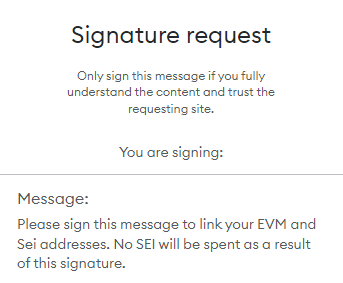 Signature request
Only sign this message if you fully
understand the content and trust the
requesting site.
You are signing:
Message:
Please sign this message to link your EVM and
Sei addresses. No SEI will be spent as a result
of this signature.